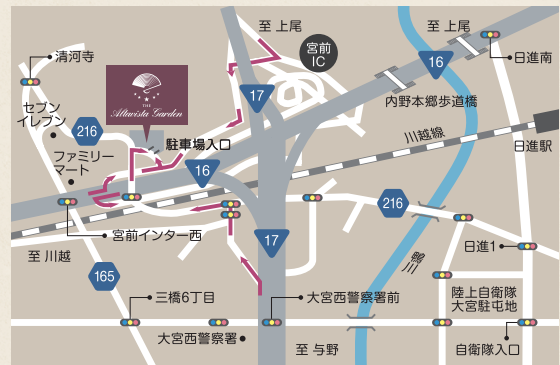 至 上尾
至 上尾
宮前
IC
清河寺
16
日進南
17
THE
Altavista Garden
内野本郷歩道橋
セブン
イレブン
216
川越線
日進駅
駐車場入口
ファミリー
マート
16
216
宮前インター西
17
日進1
至 川越
鴨川
165
三橋6丁目
大宮西警察署前
陸上自衛隊
大宮駐屯地
大宮西警察署
至 与野
自衛隊入口